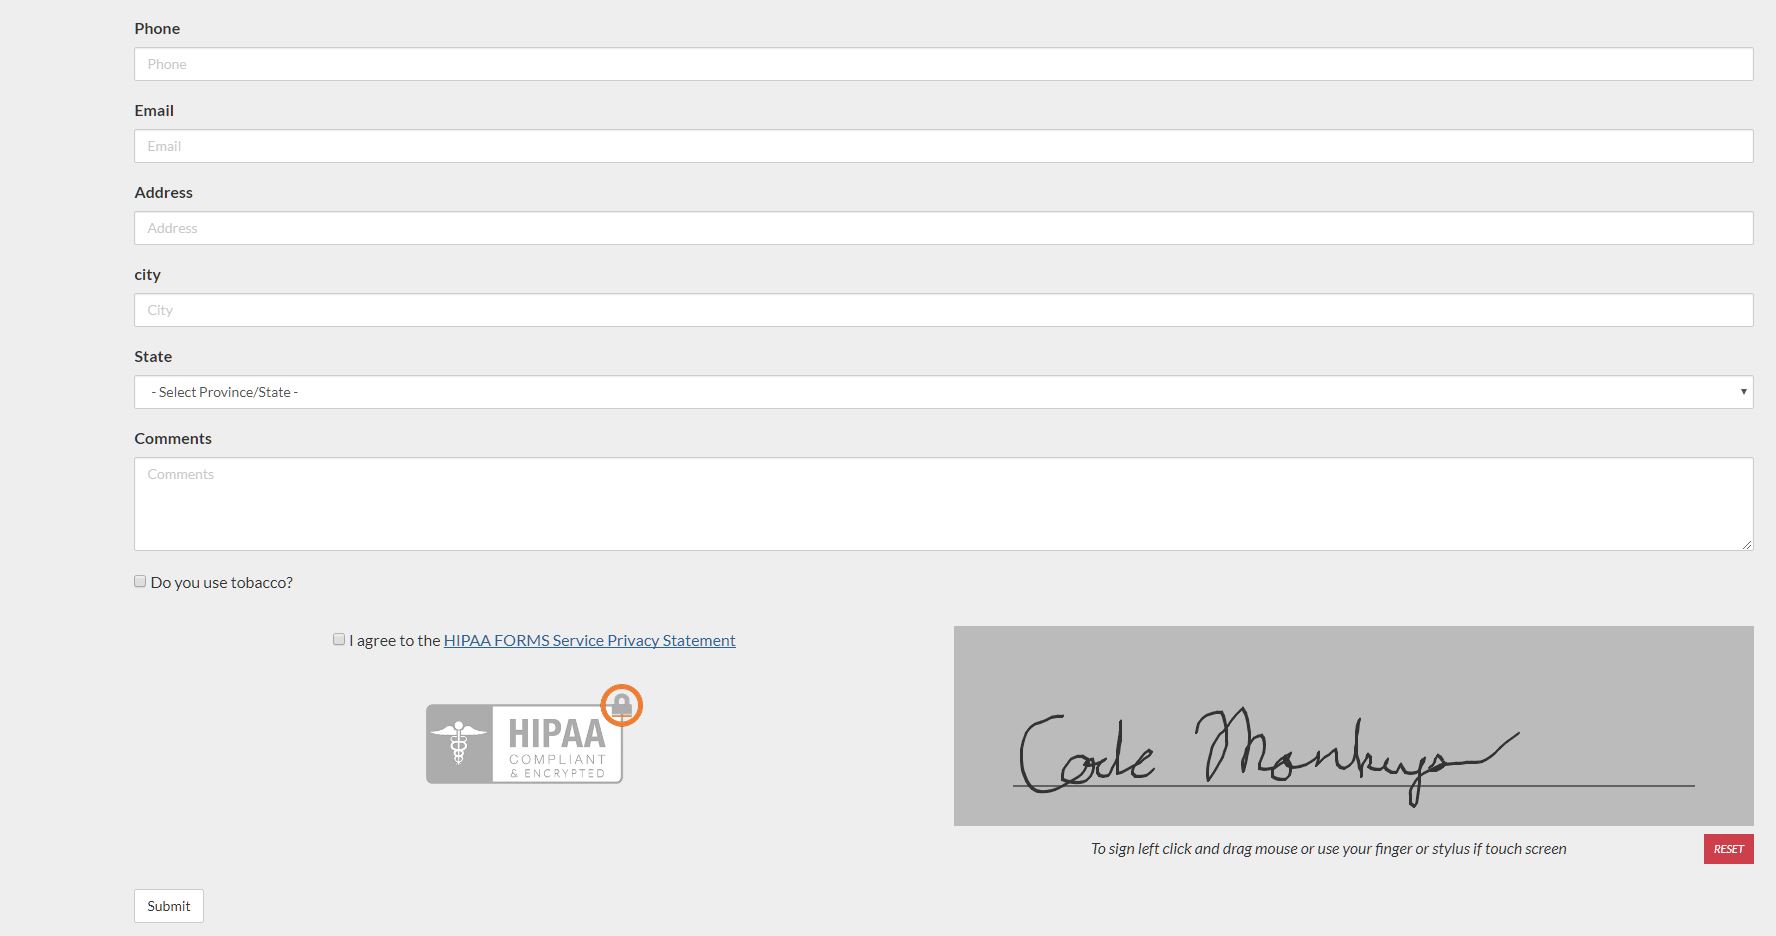 Phone
Phone
Email
Email
Address
Address
city
City
State
- Select Province/State -
Comments
Comments
Do you use tobacco?
I agree to the HIPAA FORMS Service Privacy Statement
HIPAA
COMPLIANT
& ENCRYPTED
Code Monkeys
To sign left click and drag mouse or use your finger or stylus if touch screen
RESET
Submit